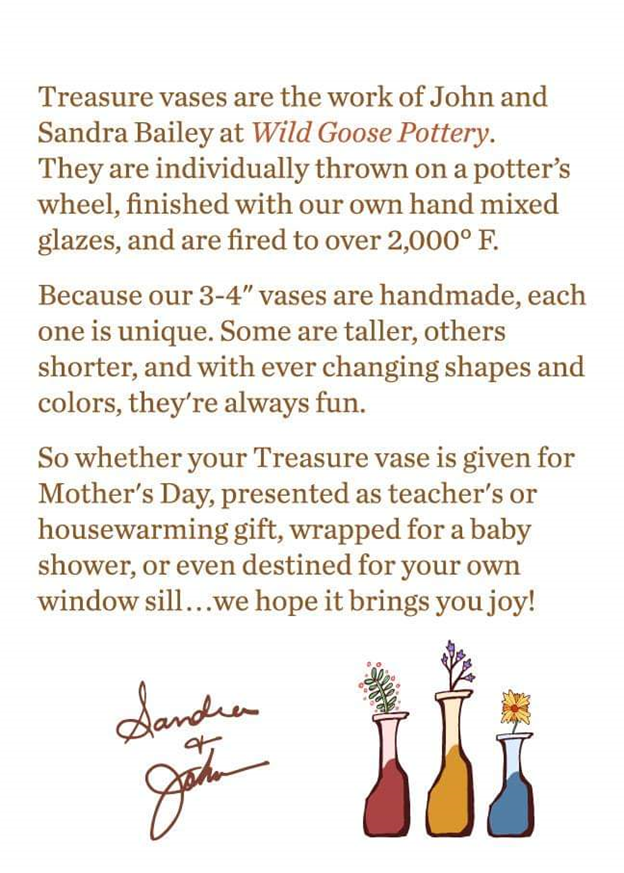 Treasure vases are the work of John and
Sandra Bailey at Wild Goose Pottery.
They are individually thrown on a potter’s
wheel, finished with our own hand mixed
glazes, and are fired to over 2,000° F.
Because our 3-4″ vases are handmade, each
one is unique. Some are taller, others
shorter, and with ever changing shapes and
colors, they′re always fun.
So whether your Treasure vase is given for
Mother′s Day, presented as teacher′s or
housewarming gift, wrapped for a baby
shower, or even destined for your own
window sill…we hope it brings you joy!
Sandra
+
John